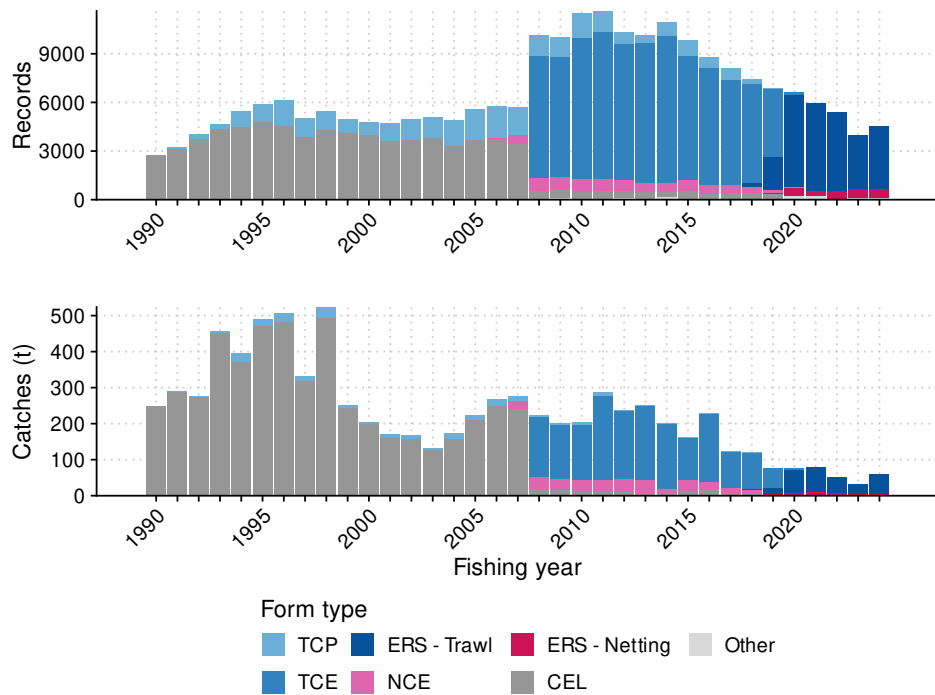 Records
9000
6000
3000
0
1990 1995 2000 2005 2010 2015 2020
Catches (t)
500
400
300
200
100
0
1990 1995 2000 2005 2010 2015 2020
Fishing year
Form type
TCP ERS - Trawl ERS - Netting Other
TCE NCE CEL